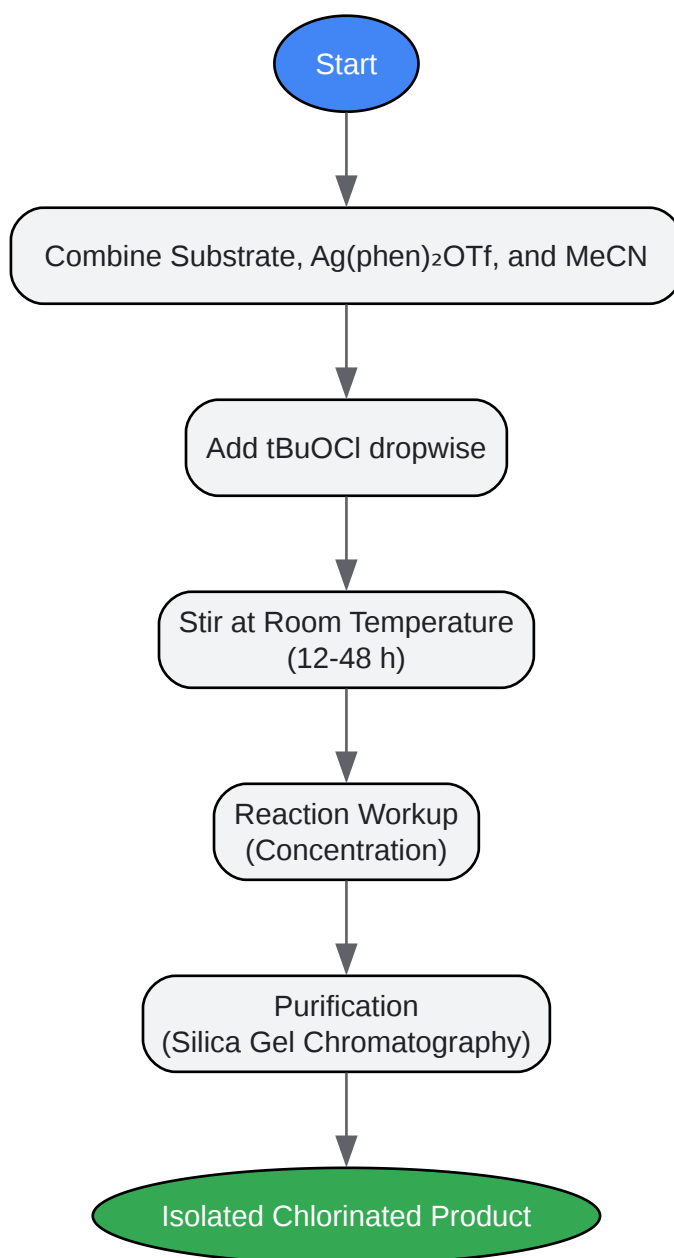 Start
Combine Substrate, Ag(phen)₂OTf, and MeCN
Add tBuOCl dropwise
Stir at Room Temperature
(12-48 h)
Reaction Workup
(Concentration)
Purification
(Silica Gel Chromatography)
Isolated Chlorinated Product